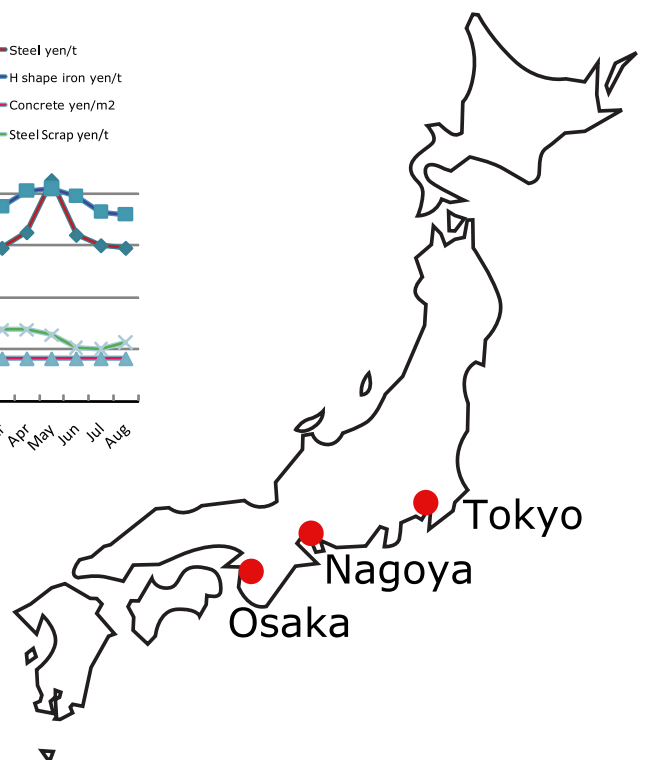 Steel yen/t
H shape iron yen/t
Concrete yen/m2
Steel Scrap yen/t
Apr
May
Jun
Jul
Aug
Tokyo
Nagoya
Osaka